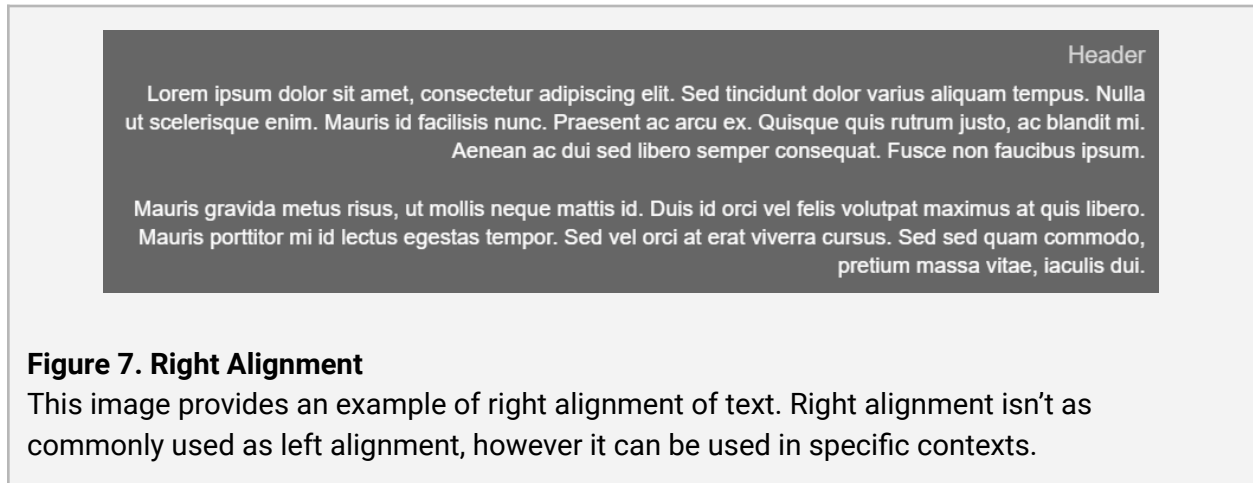 Header
Lorem ipsum dolor sit amet, consectetur adipiscing elit. Sed tincidunt dolor varius aliquam tempus. Nulla
ut scelerisque enim. Mauris id facilisis nunc. Praesent ac arcu ex. Quisque quis rutrum justo, ac blandit mi.
Aenean ac dui sed libero semper consequat. Fusce non faucibus ipsum.
Mauris gravida metus risus, ut mollis neque mattis id. Duis id orci vel felis volutpat maximus at quis libero.
Mauris porttitor mi id lectus egestas tempor. Sed vel orci at erat viverra cursus. Sed sed quam commodo,
pretium massa vitae, iaculis dui.
Figure 7. Right Alignment
This image provides an example of right alignment of text. Right alignment isn’t as
commonly used as left alignment, however it can be used in specific contexts.